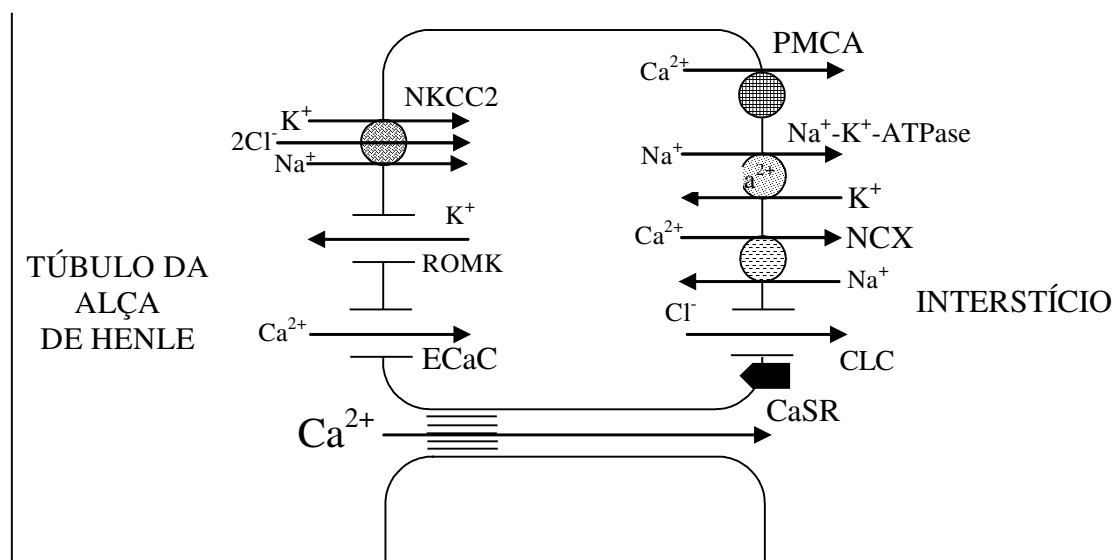 PMCA
Ca²⁺
NKCC2
K⁺
2Cl⁻
Na⁺
Na⁺-K⁺-ATPase
Na⁺
a²⁺
K⁺
K⁺
Ca²⁺
NCX
ROMK
Na⁺
TÚBULO DA
ALÇA
DE HENLE
INTERSTÍCIO
Cl⁻
Ca²⁺
ECaC
CLC
CaSR
Ca²⁺